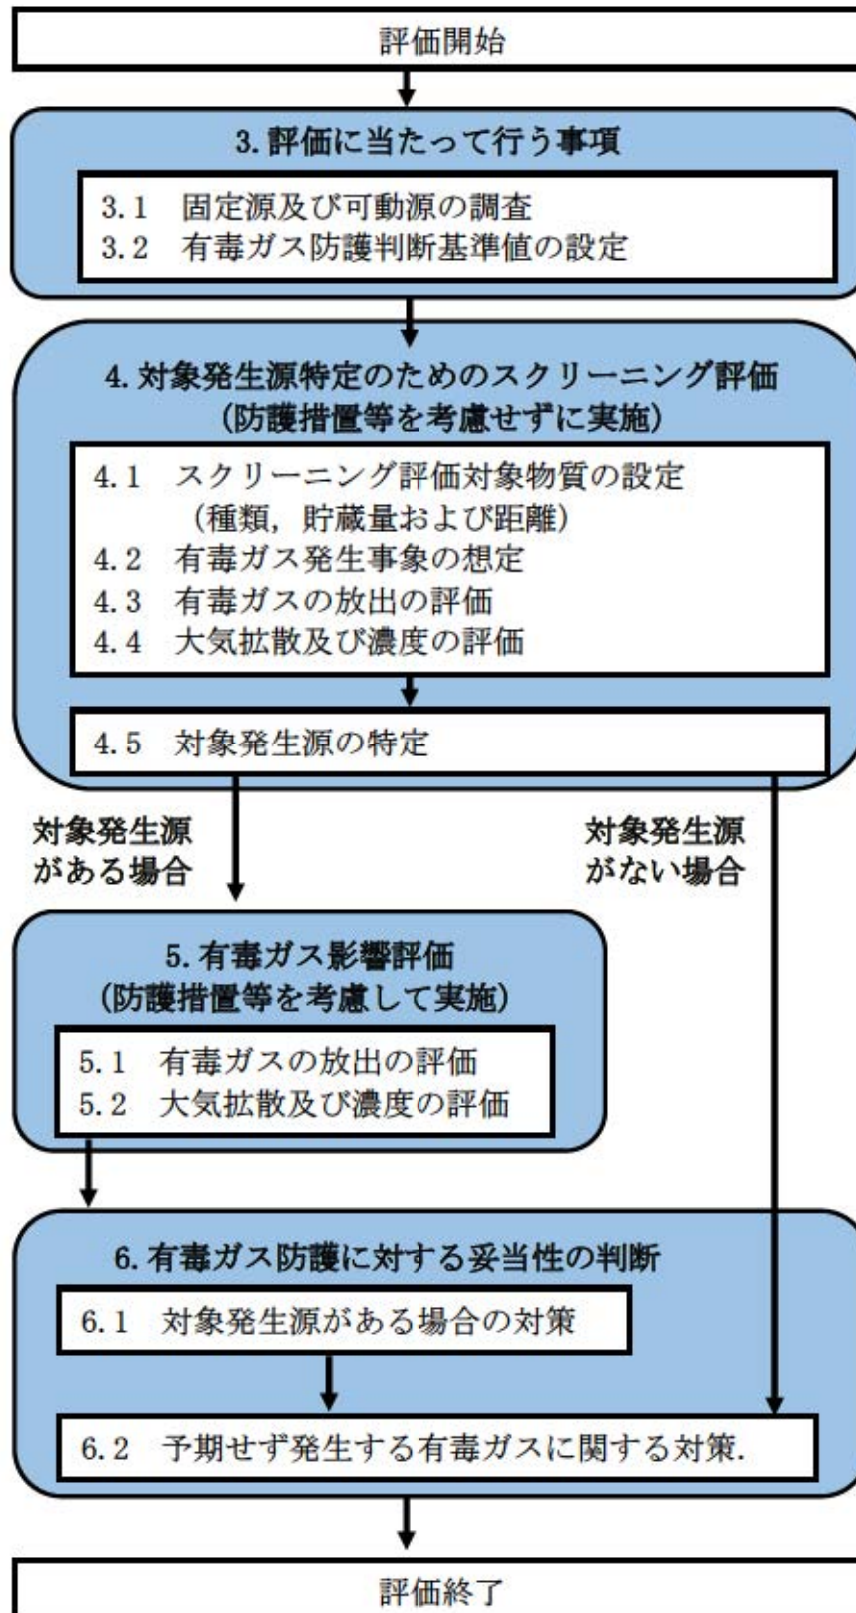 評価開始
3. 評価に当たって行う事項
3.1 固定源及び可動源の調査
3.2 有毒ガス防護判断基準値の設定
4. 対象発生源特定のためのスクリーニング評価
(防護措置等を考慮せずに実施)
4.1 スクリーニング評価対象物質の設定
(種類，貯蔵量および距離)
4.2 有毒ガス発生事象の想定
4.3 有毒ガスの放出の評価
4.4 大気拡散及び濃度の評価
4.5 対象発生源の特定
対象発生源
がある場合
対象発生源
がない場合
5. 有毒ガス影響評価
(防護措置等を考慮して実施)
5.1 有毒ガスの放出の評価
5.2 大気拡散及び濃度の評価
6. 有毒ガス防護に対する妥当性の判断
6.1 対象発生源がある場合の対策
6.2 予期せず発生する有毒ガスに関する対策.
評価終了